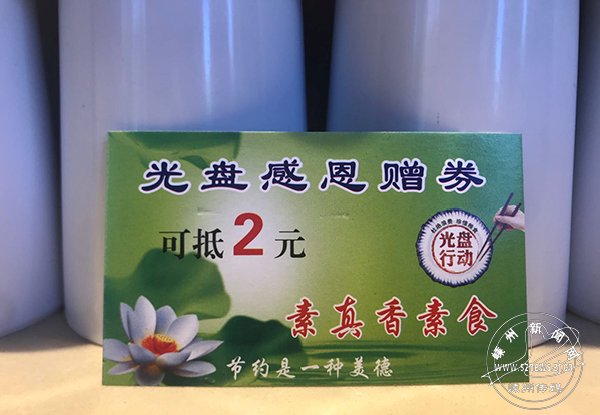 光盘感恩赠券
可抵2元
光盘
行动
素真香素食
节约是一种美德